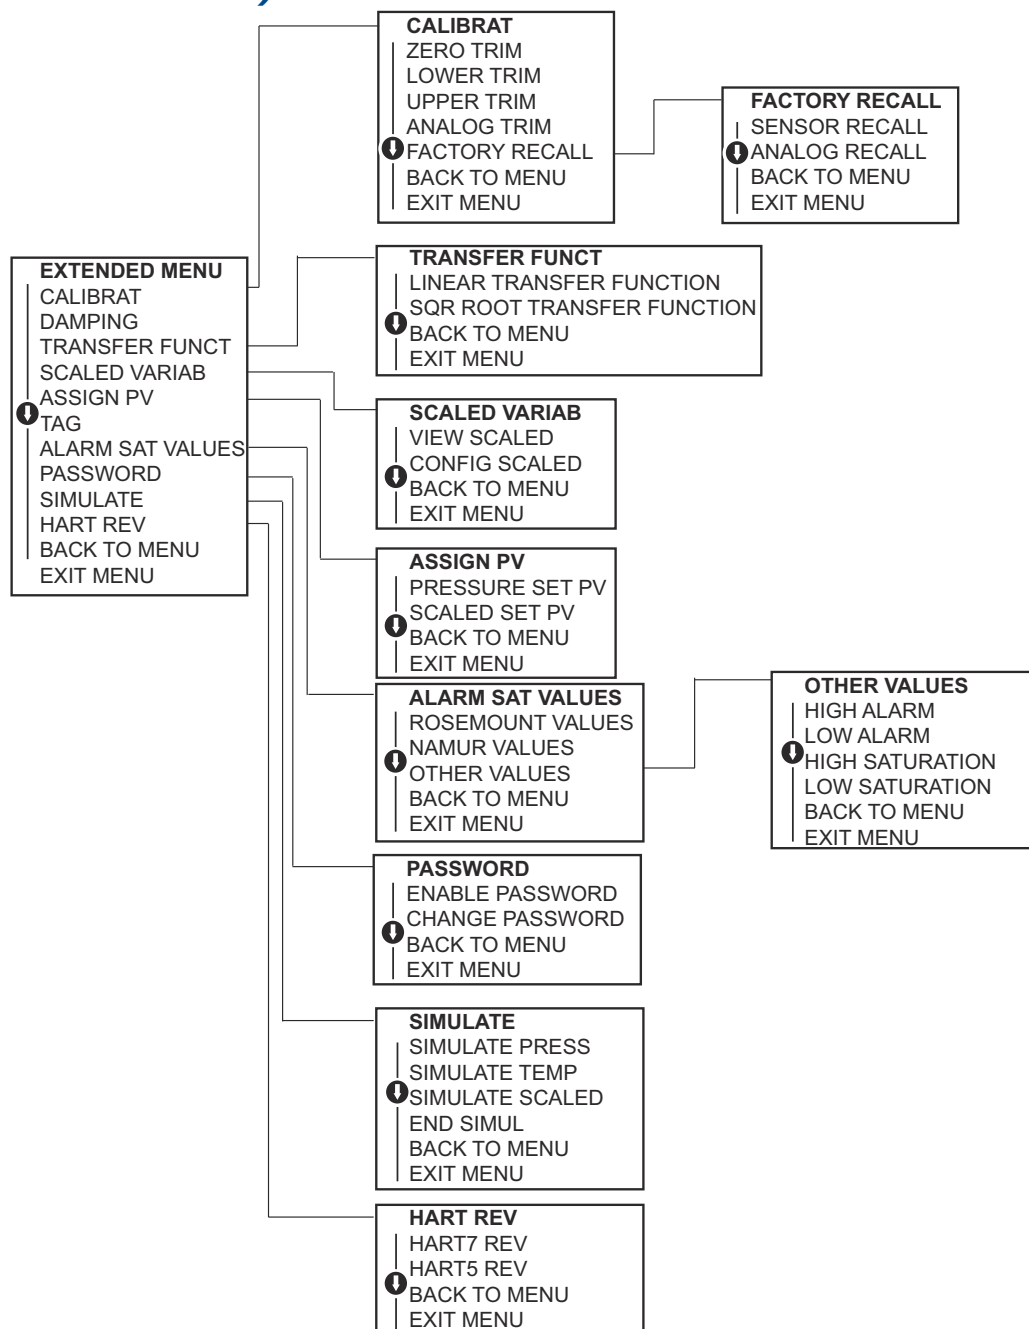 CALIBRAT
ZERO TRIM
LOWER TRIM
UPPER TRIM
ANALOG TRIM
FACTORY RECALL
BACK TO MENU
EXIT MENU
FACTORY RECALL
SENSOR RECALL
ANALOG RECALL
BACK TO MENU
EXIT MENU
EXTENDED MENU
CALIBRAT
DAMPING
TRANSFER FUNCT
SCALED VARIAB
ASSIGN PV
TAG
ALARM SAT VALUES
PASSWORD
SIMULATE
HART REV
BACK TO MENU
EXIT MENU
TRANSFER FUNCT
LINEAR TRANSFER FUNCTION
SQR ROOT TRANSFER FUNCTION
BACK TO MENU
EXIT MENU
SCALED VARIAB
VIEW SCALED
CONFIG SCALED
BACK TO MENU
EXIT MENU
ASSIGN PV
PRESSURE SET PV
SCALED SET PV
BACK TO MENU
EXIT MENU
ALARM SAT VALUES
ROSEMOUNT VALUES
NAMUR VALUES
OTHER VALUES
BACK TO MENU
EXIT MENU
OTHER VALUES
HIGH ALARM
LOW ALARM
HIGH SATURATION
LOW SATURATION
BACK TO MENU
EXIT MENU
PASSWORD
ENABLE PASSWORD
CHANGE PASSWORD
BACK TO MENU
EXIT MENU
SIMULATE
SIMULATE PRESS
SIMULATE TEMP
SIMULATE SCALED
END SIMUL
BACK TO MENU
EXIT MENU
HART REV
HART7 REV
HART5 REV
BACK TO MENU
EXIT MENU